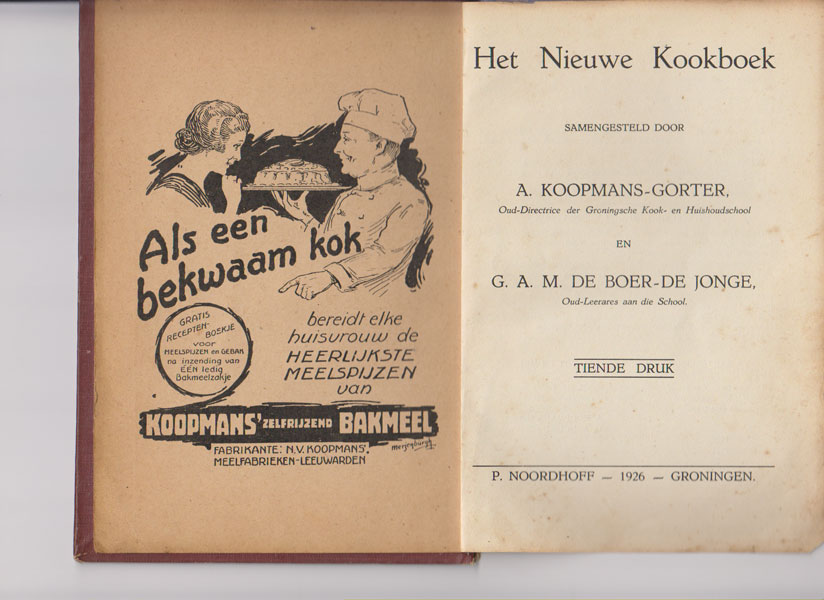 Als een
bekwaam kok
GRATIS
RECEPTEN-
BOEKJE
voor
MEELSPIJZEN en GEBAK
na inzending van
EEN ledig
Bakmeelzakje
bereidt elke
huisvrouw de
HEERLIJKSTE
MEELSPIJZEN
van
KOOPMANS' ZELFRIJZEND BAKMEEL
FABRIKANTE: N.V. KOOPMANS'
MEELFABRIEKEN-LEEUWARDEN
Het Nieuwe Kookboek
SAMENGESTELD DOOR
A. KOOPMANS-GORTER,
Oud-Directrice der Groningsche Kook- en Huishoudschool
EN
G. A. M. DE BOER-DE JONGE,
Oud-Leerares aan die School.
TIENDE DRUK
P. NOORDHOFF — 1926 — GRONINGEN.